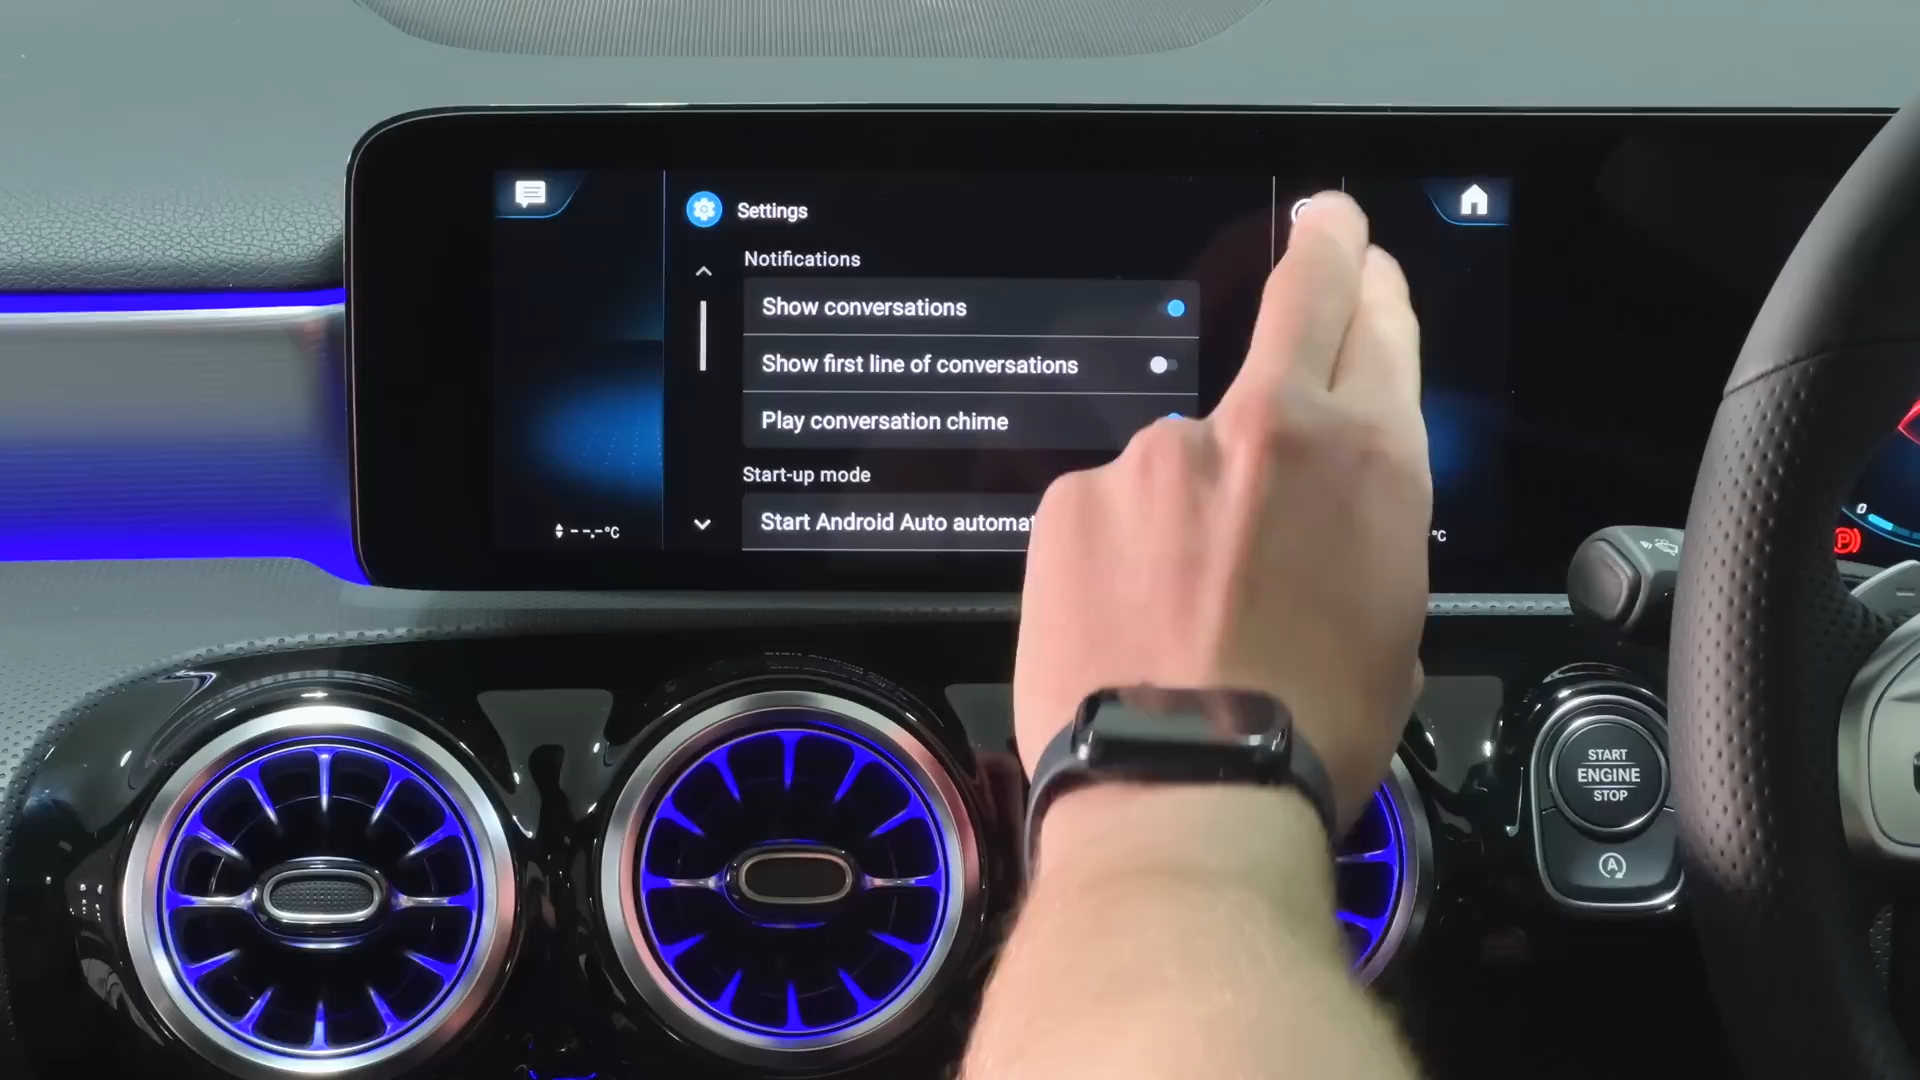 Settings
Notifications
Show conversations
Show first line of conversations
Play conversation chime
Start-up mode
Start Android Auto automat
--.-°C
°C
0
P
START
ENGINE
STOP
A